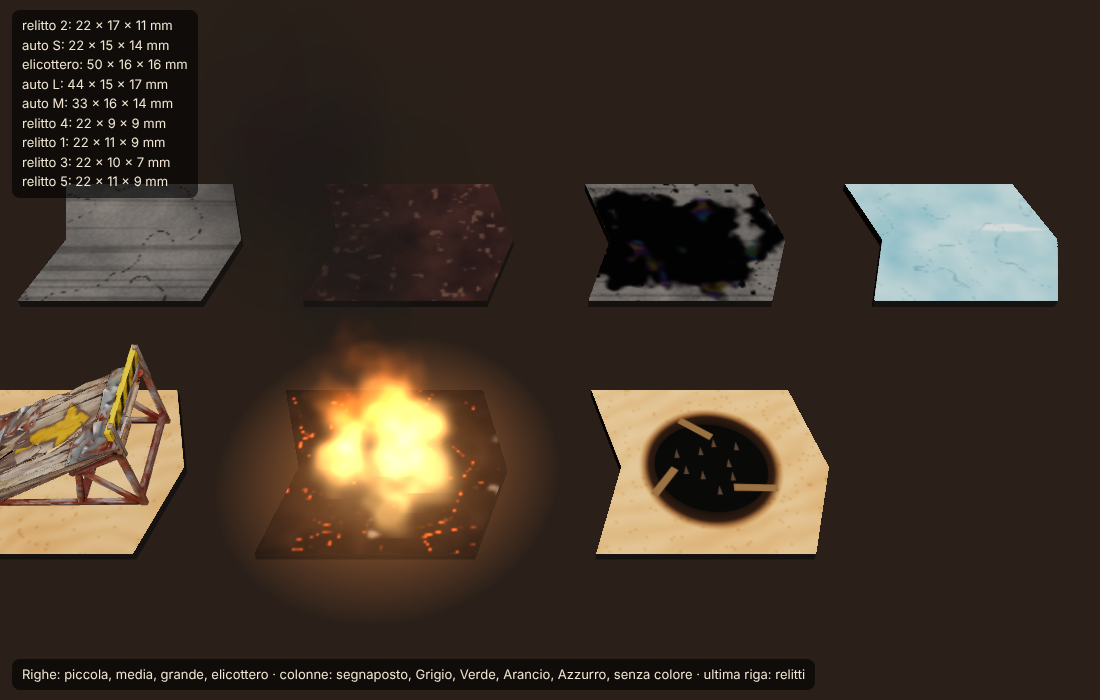 relitto 2: 22 × 17 × 11 mm
auto S: 22 × 15 × 14 mm
elicottero: 50 × 16 × 16 mm
auto L: 44 × 15 × 17 mm
auto M: 33 × 16 × 14 mm
relitto 4: 22 × 9 × 9 mm
relitto 1: 22 × 11 × 9 mm
relitto 3: 22 × 10 × 7 mm
relitto 5: 22 × 11 × 9 mm
Righe: piccola, media, grande, elicottero · colonne: segnaposto, Grigio, Verde, Arancio, Azzurro, senza colore · ultima riga: relitti